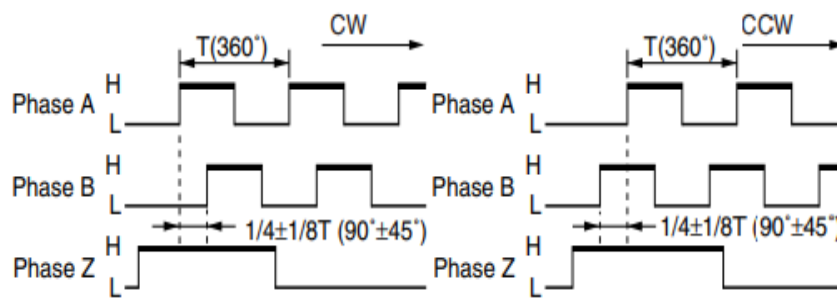 CW
T(360°)
Phase A H L
Phase B H L
1/4±1/8T (90°±45°)
Phase Z H L
CCW
T(360°)
Phase A H L
Phase B H L
1/4±1/8T (90°±45°)
Phase Z H L